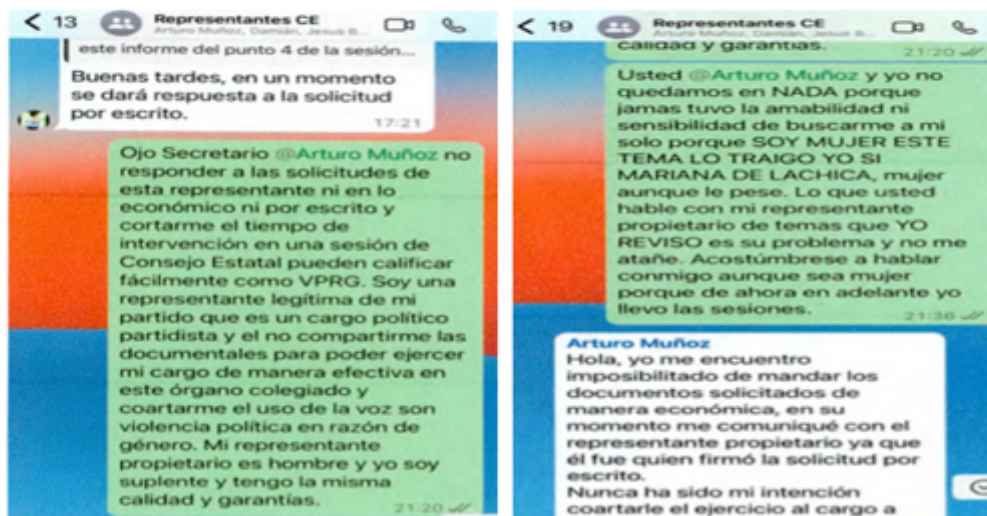 13
Representantes CE
Arturo Muñoz, Damián, Jesus B...
este informe del punto 4 de la sesión...
Buenas tardes, en un momento
se dará respuesta a la solicitud
por escrito.
17:21
Ojo Secretario @Arturo Muñoz no
responder a las solicitudes de
esta representante ni en lo
económico ni por escrito y
cortarme el tiempo de
intervención en una sesión de
Consejo Estatal pueden calificar
fácilmente como VPRG. Soy una
representante legítima de mi
partido que es un cargo político
partidista y el no compartirme las
documentales para poder ejercer
mi cargo de manera efectiva en
este órgano colegiado y
coartarme el uso de la voz son
violencia política en razón de
género. Mi representante
propietario es hombre y yo soy
suplente y tengo la misma
calidad y garantías.
21:20
19
Representantes CE
Arturo Muñoz, Damián, Jesus B...
calidad y garantías.
21:20
Usted @Arturo Muñoz y yo no
quedamos en NADA porque
jamas tuvo la amabilidad ni
sensibilidad de buscarme a mi
solo porque SOY MUJER ESTE
TEMA LO TRAIGO YO SI
MARIANA DE LACHICA, mujer
aunque le pese. Lo que usted
hable con mi representante
propietario de temas que YO
REVISO es su problema y no me
atañe. Acostúmbrese a hablar
conmigo aunque sea mujer
porque de ahora en adelante yo
llevo las sesiones.
21:36
Arturo Muñoz
Hola, yo me encuentro
imposibilitado de mandar los
documentos solicitados de
manera económica, en su
momento me comuniqué con el
representante propietario ya que
él fue quien firmó la solicitud por
escrito.
Nunca ha sido mi intención
coartarle el ejercicio al cargo a